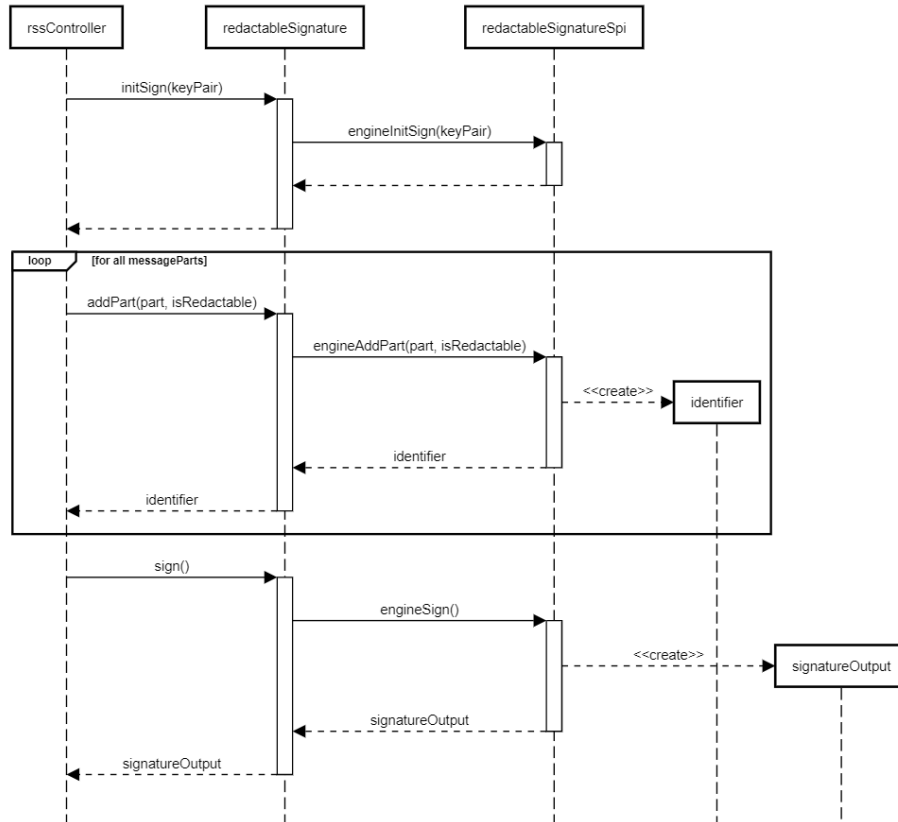 rssController
redactableSignature
redactableSignatureSpi
initSign(keyPair)
engineInitSign(keyPair)
loop
[for all messageParts]
addPart(part, isRedactable)
engineAddPart(part, isRedactable)
<<create>>
identifier
identifier
identifier
sign()
engineSign()
<<create>>
signatureOutput
signatureOutput
signatureOutput